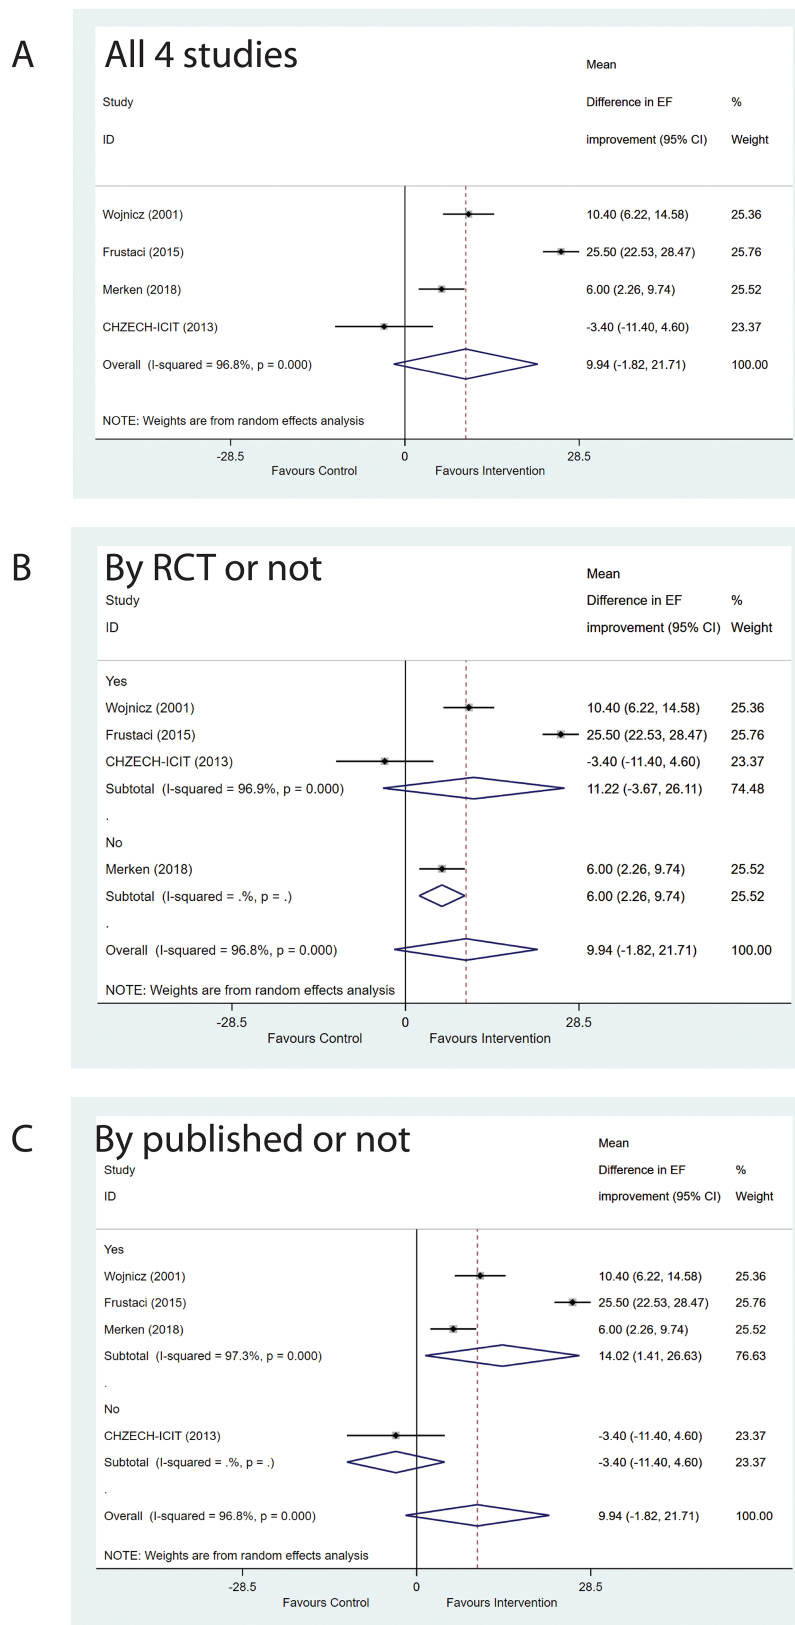 A
All 4 studies
Mean
Study Difference in EF %
ID improvement (95% CI) Weight
Wojnicz (2001) 10.40 (6.22, 14.58) 25.36
Frustaci (2015) 25.50 (22.53, 28.47) 25.76
Merken (2018) 6.00 (2.26, 9.74) 25.52
CHZECH-ICIT (2013) -3.40 (-11.40, 4.60) 23.37
Overall (I-squared = 96.8%, p = 0.000) 9.94 (-1.82, 21.71) 100.00
NOTE: Weights are from random effects analysis
-28.5 0 28.5
Favours Control Favours Intervention
B
By RCT or not
Mean
Study Difference in EF %
ID improvement (95% CI) Weight
Yes
Wojnicz (2001) 10.40 (6.22, 14.58) 25.36
Frustaci (2015) 25.50 (22.53, 28.47) 25.76
CHZECH-ICIT (2013) -3.40 (-11.40, 4.60) 23.37
Subtotal (I-squared = 96.9%, p = 0.000) 11.22 (-3.67, 26.11) 74.48
.
No
Merken (2018) 6.00 (2.26, 9.74) 25.52
Subtotal (I-squared = .%, p = .) 6.00 (2.26, 9.74) 25.52
.
Overall (I-squared = 96.8%, p = 0.000) 9.94 (-1.82, 21.71) 100.00
NOTE: Weights are from random effects analysis
-28.5 0 28.5
Favours Control Favours Intervention
C
By published or not
Mean
Study Difference in EF %
ID improvement (95% CI) Weight
Yes
Wojnicz (2001) 10.40 (6.22, 14.58) 25.36
Frustaci (2015) 25.50 (22.53, 28.47) 25.76
Merken (2018) 6.00 (2.26, 9.74) 25.52
Subtotal (I-squared = 97.3%, p = 0.000) 14.02 (1.41, 26.63) 76.63
.
No
CHZECH-ICIT (2013) -3.40 (-11.40, 4.60) 23.37
Subtotal (I-squared = .%, p = .) -3.40 (-11.40, 4.60) 23.37
.
Overall (I-squared = 96.8%, p = 0.000) 9.94 (-1.82, 21.71) 100.00
NOTE: Weights are from random effects analysis
-28.5 0 28.5
Favours Control Favours Intervention